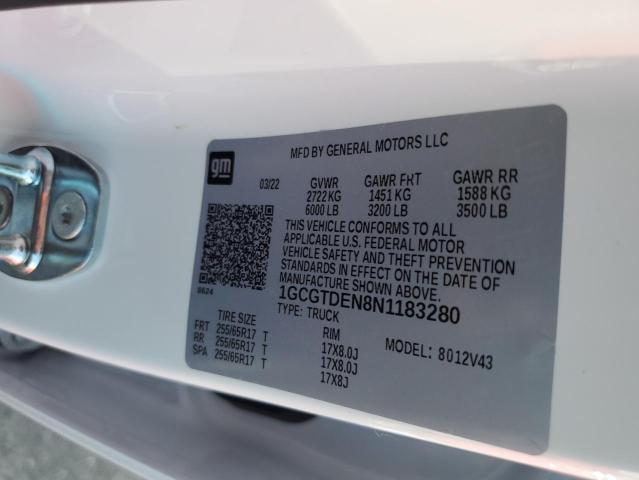 gm
MFD BY GENERAL MOTORS LLC
03/22 GVWR GAWR FRT GAWR RR
2722 KG 1451 KG 1588 KG
6000 LB 3200 LB 3500 LB
THIS VEHICLE CONFORMS TO ALL
APPLICABLE U.S. FEDERAL MOTOR
VEHICLE SAFETY AND THEFT PREVENTION
STANDARDS IN EFFECT ON THE DATE
OF MANUFACTURE SHOWN ABOVE.
8624 1GCGTDEN8N1183280
TYPE: TRUCK
TIRE SIZE RIM MODEL: 8012V43
FRT 255/65R17 T 17X8.0J
RR 255/65R17 T 17X8.0J
SPA 255/65R17 T 17X8J